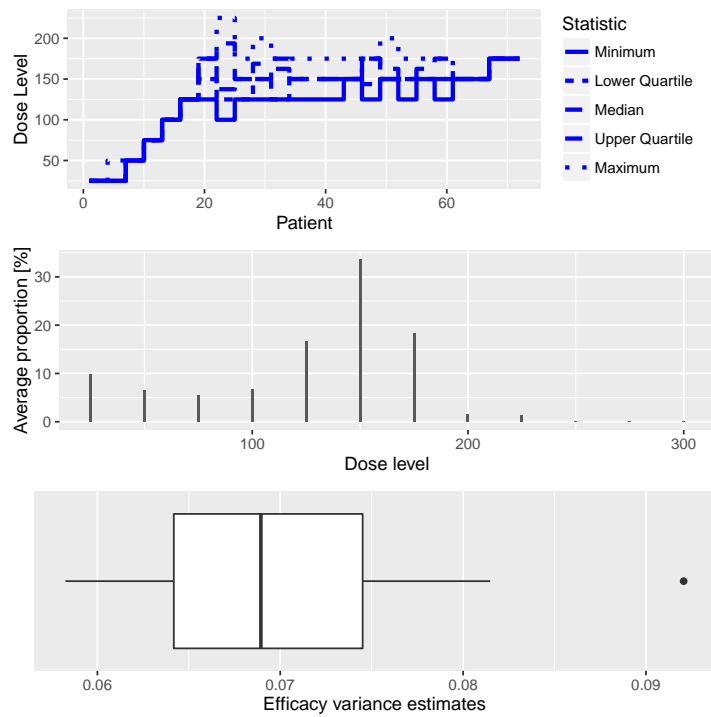 Dose Level
200
150
100
50
0
20
40
60
Patient
Statistic
Minimum
Lower Quartile
Median
Upper Quartile
Maximum
Average proportion [%]
30
20
10
0
100
200
300
Dose level
0.06
0.07
0.08
0.09
Efficacy variance estimates